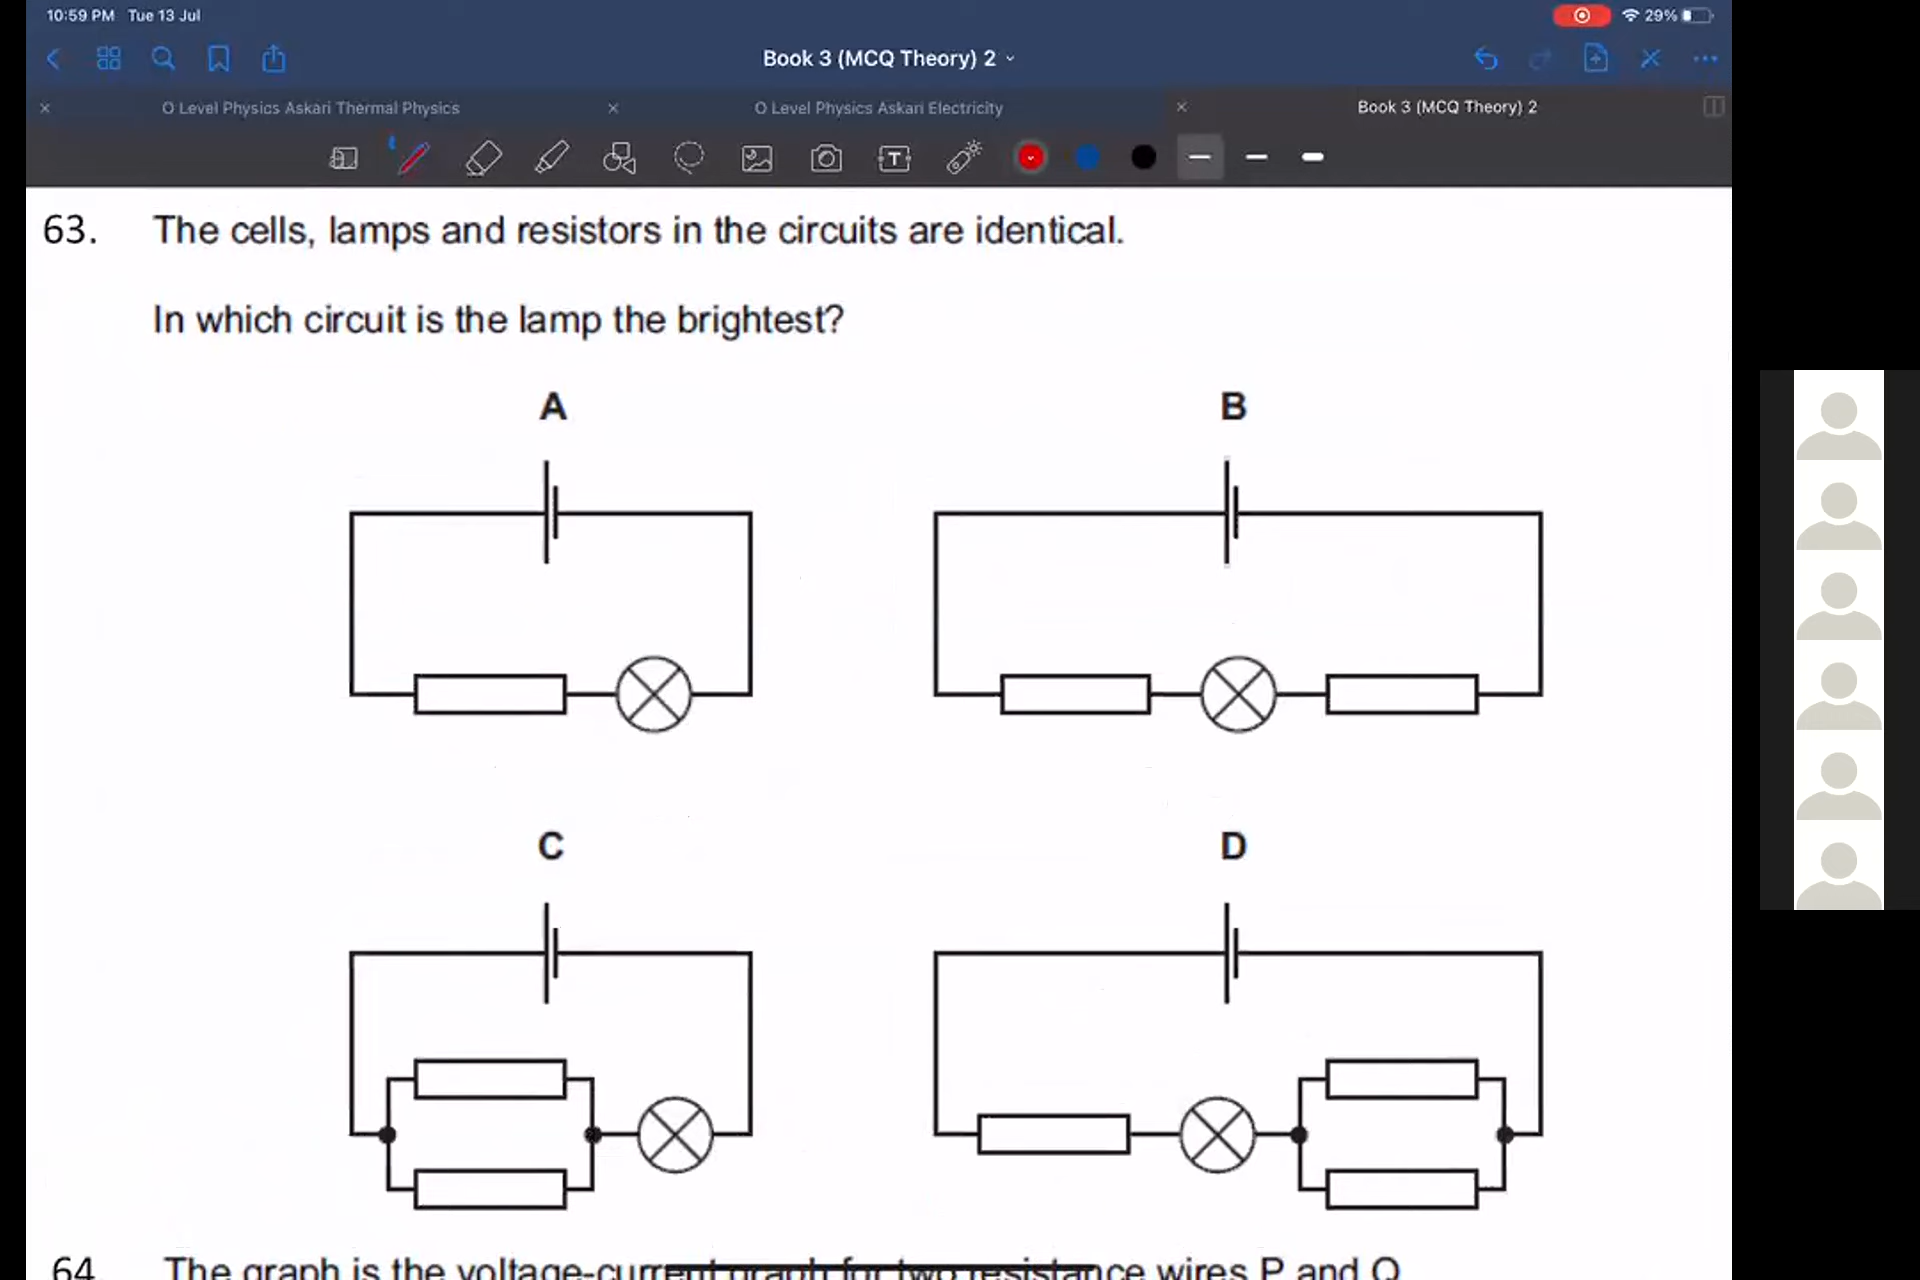 10:59 PM Tue 13 Jul
29%
Book 3 (MCQ Theory) 2
O Level Physics Askari Thermal Physics
O Level Physics Askari Electricity
Book 3 (MCQ Theory) 2
T
63. The cells, lamps and resistors in the circuits are identical.
In which circuit is the lamp the brightest?
A
B
C
D
64. The graph is the voltage-current graph for two resistance wires P and Q